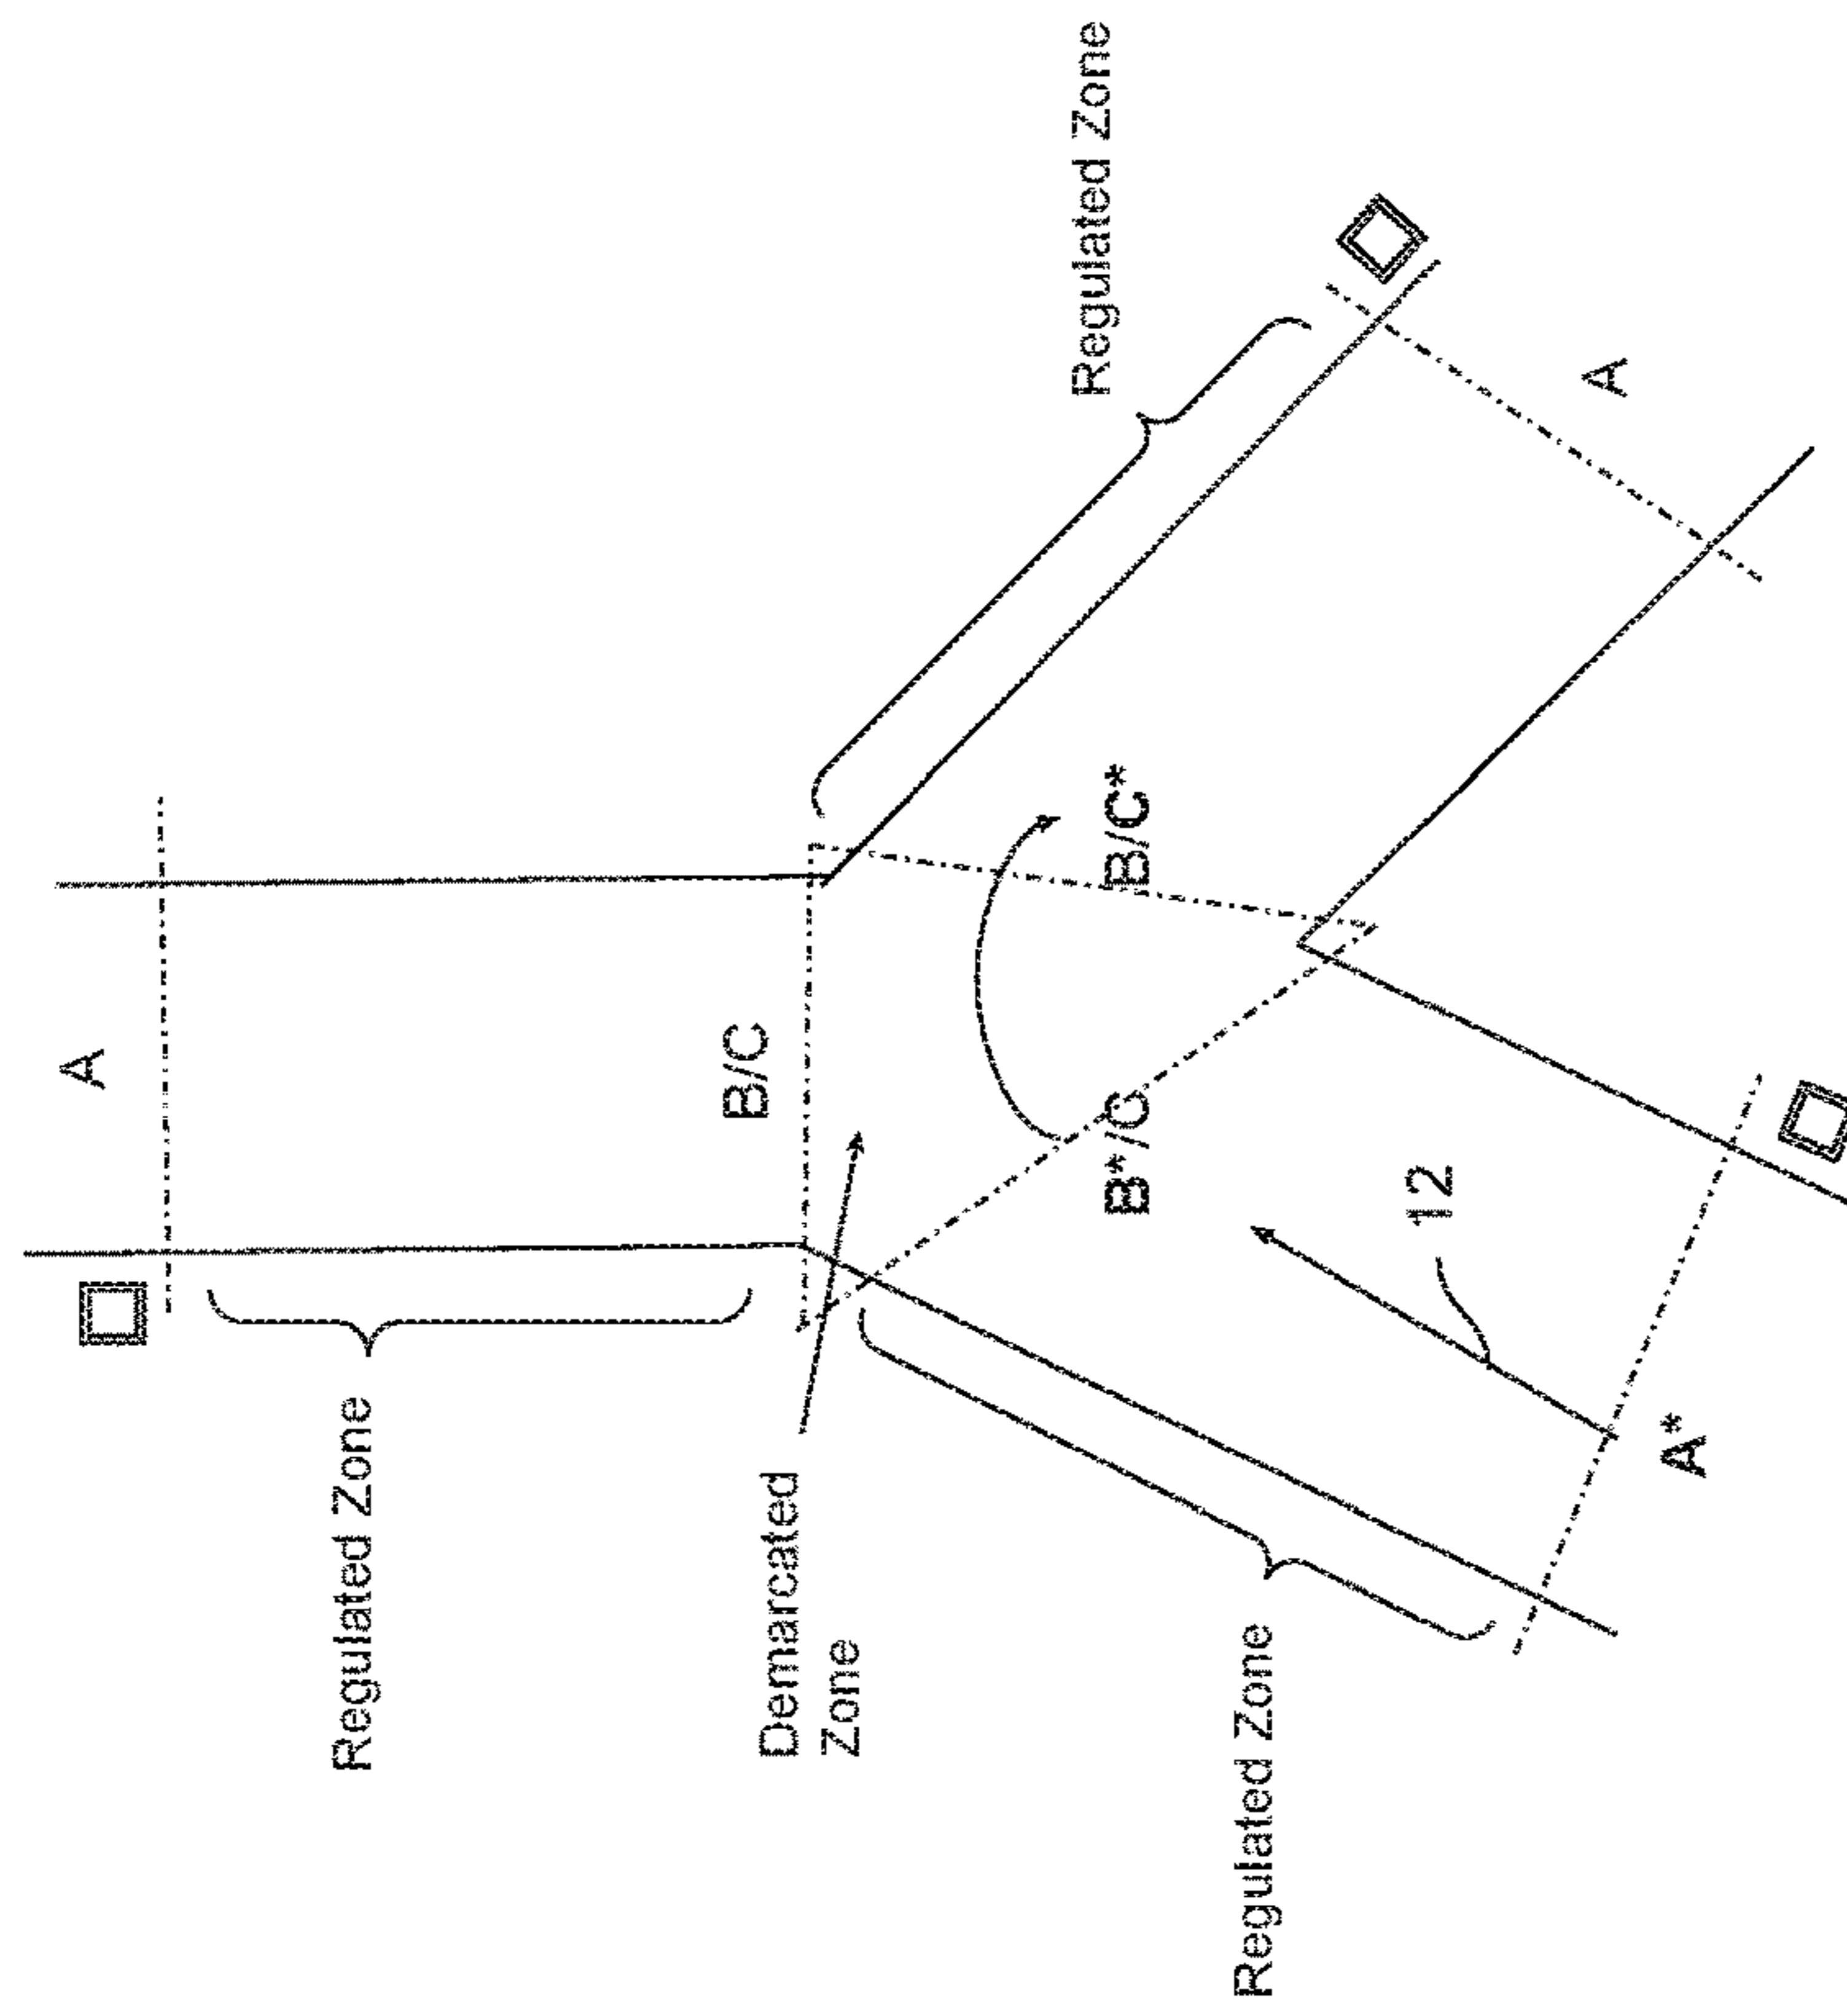 A
Regulated Zone
B/C
Demarcated
Zone
Regulated Zone
B*/C
B/C*
Regulated Zone
12
A
A*